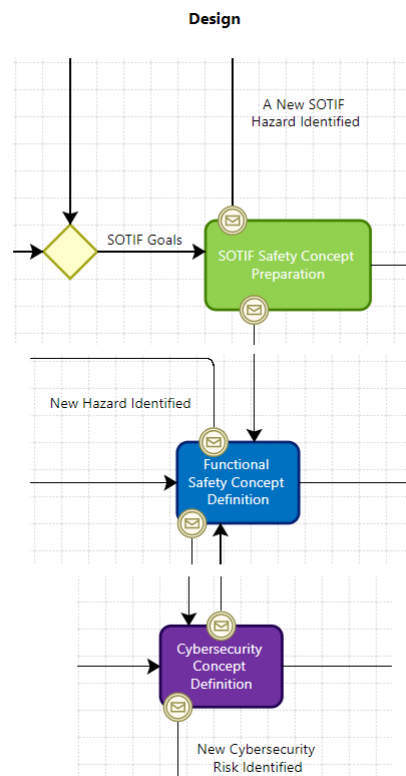 Design
A New SOTIF
Hazard Identified
SOTIF Goals
SOTIF Safety Concept
Preparation
New Hazard Identified
Functional
Safety Concept
Definition
Cybersecurity
Concept
Definition
New Cybersecurity
Risk Identified